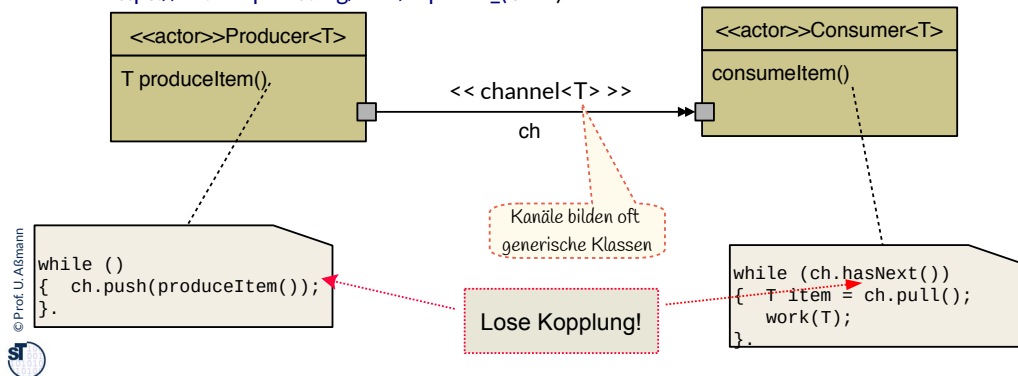 <<actor>>Producer<T>
T produceItem()
<< channel<T> >>
ch
<<actor>>Consumer<T>
consumeItem()
Kanäle bilden oft
generische Klassen
while ()
{  ch.push(produceItem());
}.
Lose Kopplung!
while (ch.hasNext())
{  T item = ch.pull();
   work(T);
}.
© Prof. U. Aßmann
ST